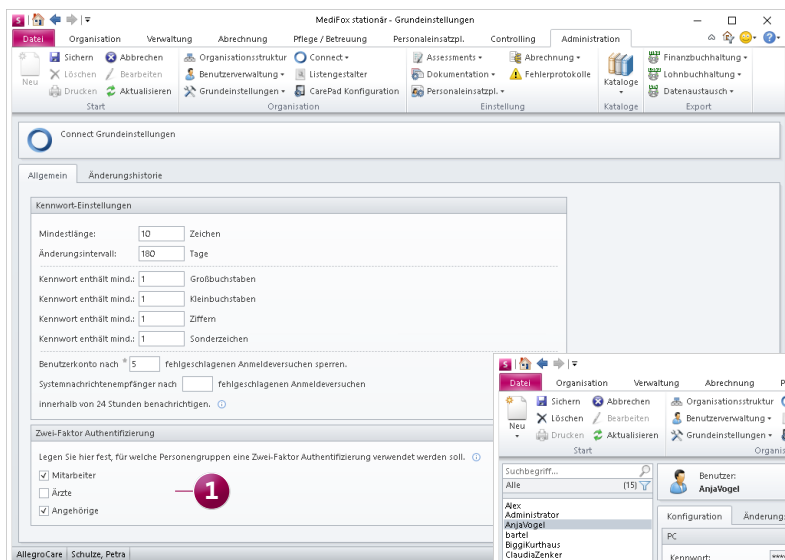 S
MediFox stationär - Grundeinstellungen
Datei Organisation Verwaltung Abrechnung Pflege / Betreuung Personaleinsatzpl. Controlling Administration
Neu
Sichern Abbrechen
Löschen Bearbeiten
Drucken Aktualisieren
Start
Organisationsstruktur Connect
Benutzerverwaltung Listengestalter
Grundeinstellungen CarePad Konfiguration
Organisation
Assessments Abrechnung
Dokumentation Fehlerprotokolle
Personaleinsatzpl.
Einstellung
Kataloge
Kataloge
Finanzbuchhaltung
Lohnbuchhaltung
Datenaustausch
Export
Connect Grundeinstellungen
Allgemein Änderungshistorie
Kennwort-Einstellungen
Mindestlänge: 10 Zeichen
Änderungsintervall: 180 Tage
Kennwort enthält mind.: 1 Großbuchstaben
Kennwort enthält mind.: 1 Kleinbuchstaben
Kennwort enthält mind.: 1 Ziffern
Kennwort enthält mind.: 1 Sonderzeichen
Benutzerkonto nach * 5 fehlgeschlagenen Anmeldeversuchen sperren.
Systemnachrichtenempfänger nach fehlgeschlagenen Anmeldeversuchen
innerhalb von 24 Stunden benachrichtigen.
Zwei-Faktor Authentifizierung
Legen Sie hier fest, für welche Personengruppen eine Zwei-Faktor Authentifizierung verwendet werden soll.
Mitarbeiter
Ärzte
Angehörige
1
AllegroCare Schulze, Petra
S
Datei Organisation Verwaltung Abrechnung P
Neu
Sichern Abbrechen
Löschen Bearbeiten
Drucken Aktualisieren
Start
Organisationsstruktur
Benutzerverwaltung
Grundeinstellungen
Organis
Suchbegriff...
Alle (15)
Alex
Administrator
AnjaVogel
bartel
BiggiKurthaus
ClaudiaZenker
Benutzer:
AnjaVogel
Konfiguration Änderung
PC
Kennwort: ***